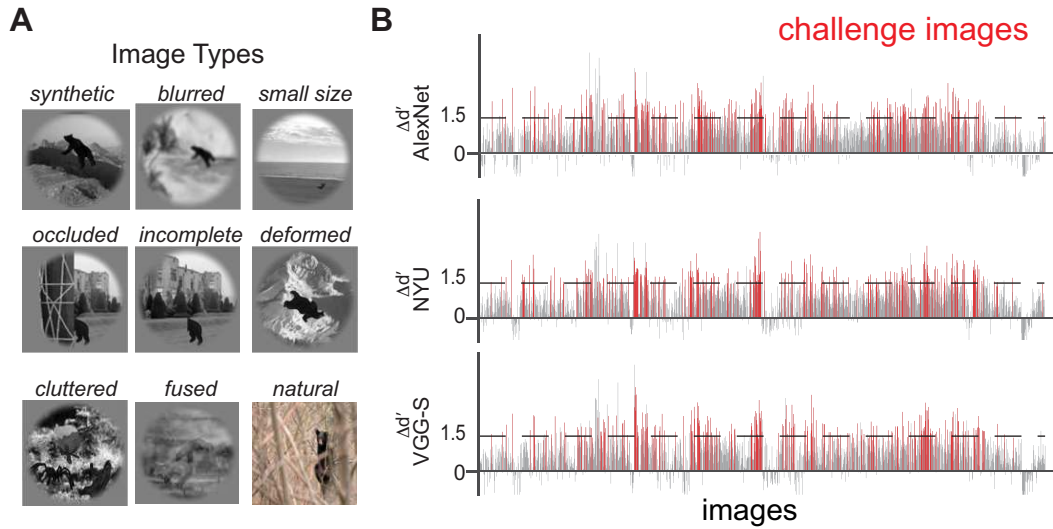 A
Image Types
synthetic blurred small size
occluded incomplete deformed
cluttered fused natural
B
challenge images
Δd′
AlexNet
1.5
0
Δd′
NYU
1.5
0
Δd′
VGG-S
1.5
0
images